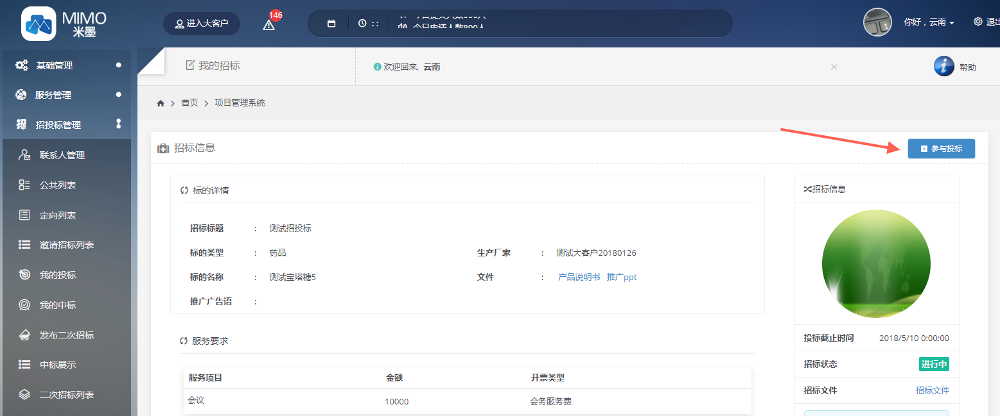 MIMO
米墨
进入大客户
146
: :
今日申请人数800人
你好，云南
退出
基础管理
服务管理
招投标管理
联系人管理
公共列表
定向列表
邀请招标列表
我的投标
我的中标
发布二次招标
中标展示
二次招标列表
我的招标
欢迎回来, 云南
×
帮助
首页 > 项目管理系统
招标信息
参与投标
标的详情
招标标题 : 测试招投标
标的类型 : 药品 生产厂家 : 测试大客户20180126
标的名称 : 测试宝塔糖5 文件 : 产品说明书 推广ppt
推广广告语 :
服务要求
服务项目 金额 开票类型
会议 10000 会务服务费
招标信息
投标截止时间 2018/5/10 0:00:00
招标状态 进行中
招标文件 招标文件